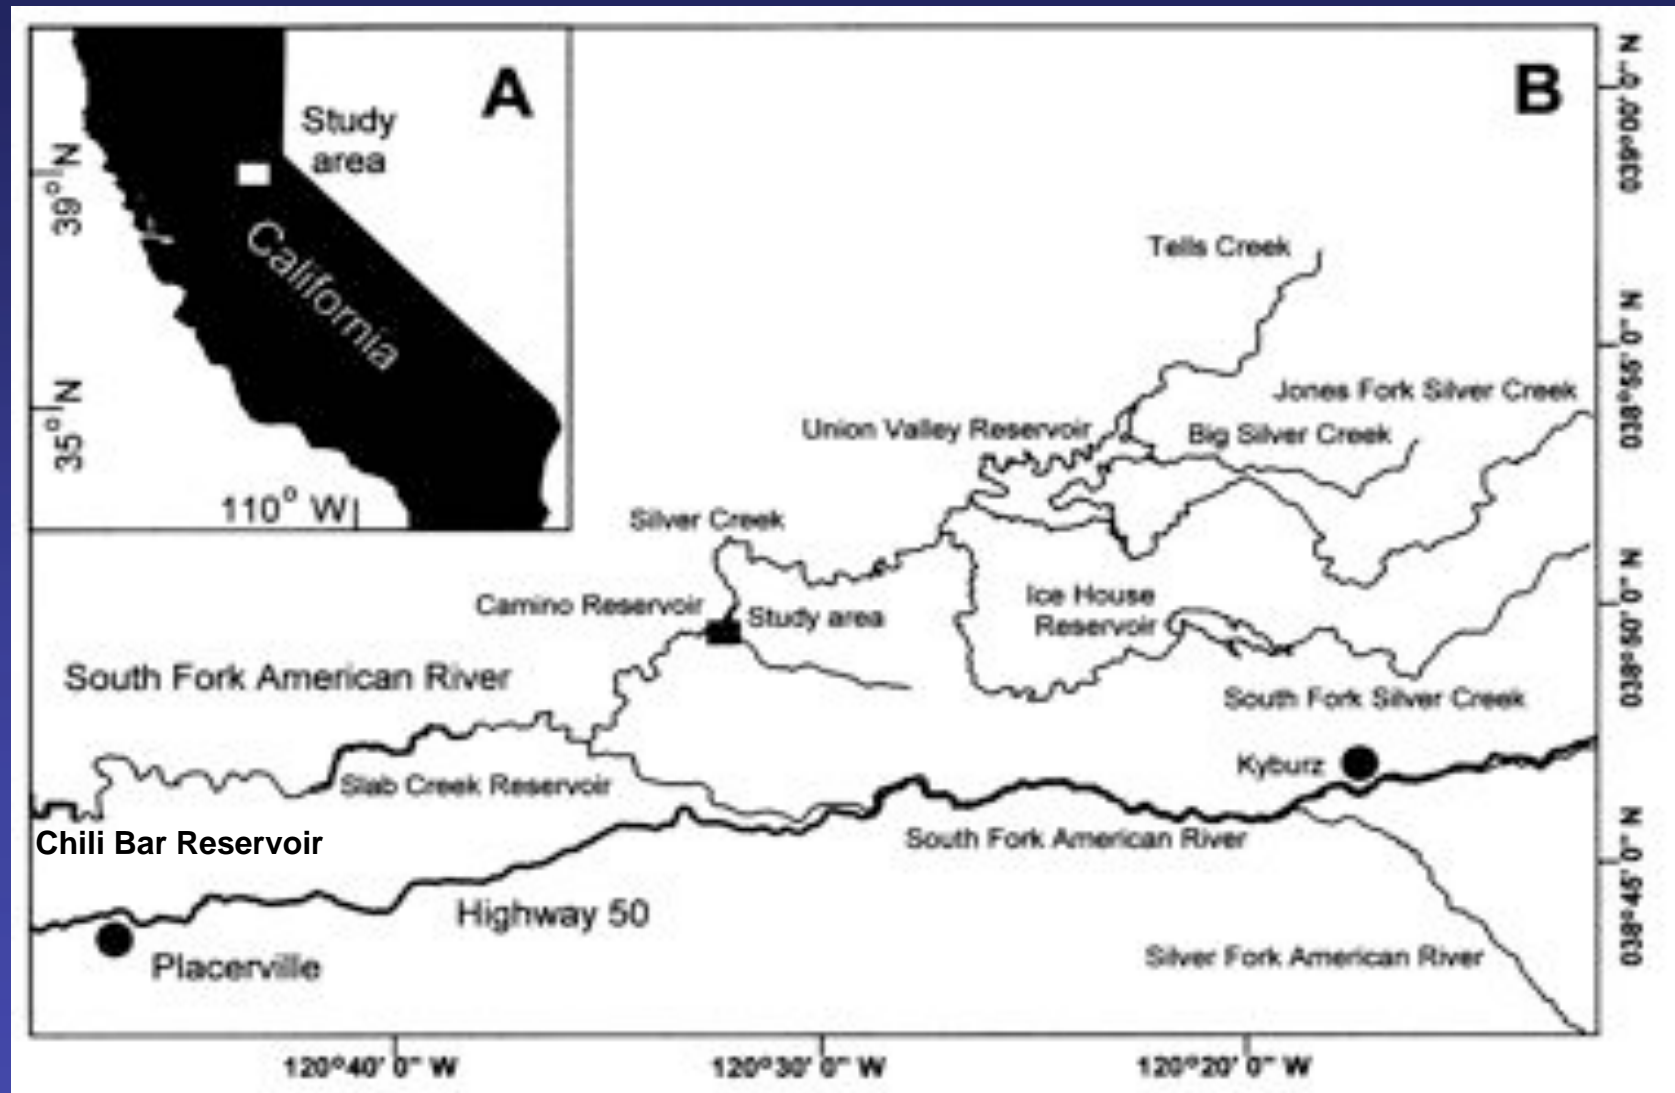 A
Study
area
39° N
California
35° N
110° W
B
039°00' 0" N
Tells Creek
038°55' 0" N
Jones Fork Silver Creek
Union Valley Reservoir
Big Silver Creek
Silver Creek
Camino Reservoir
Study area
Ice House
Reservoir
038°50' 0" N
South Fork American River
South Fork Silver Creek
Kyburz
Slab Creek Reservoir
Chili Bar Reservoir
South Fork American River
038°45' 0" N
Highway 50
Placerville
Silver Fork American River
120°40' 0" W
120°30' 0" W
120°20' 0" W